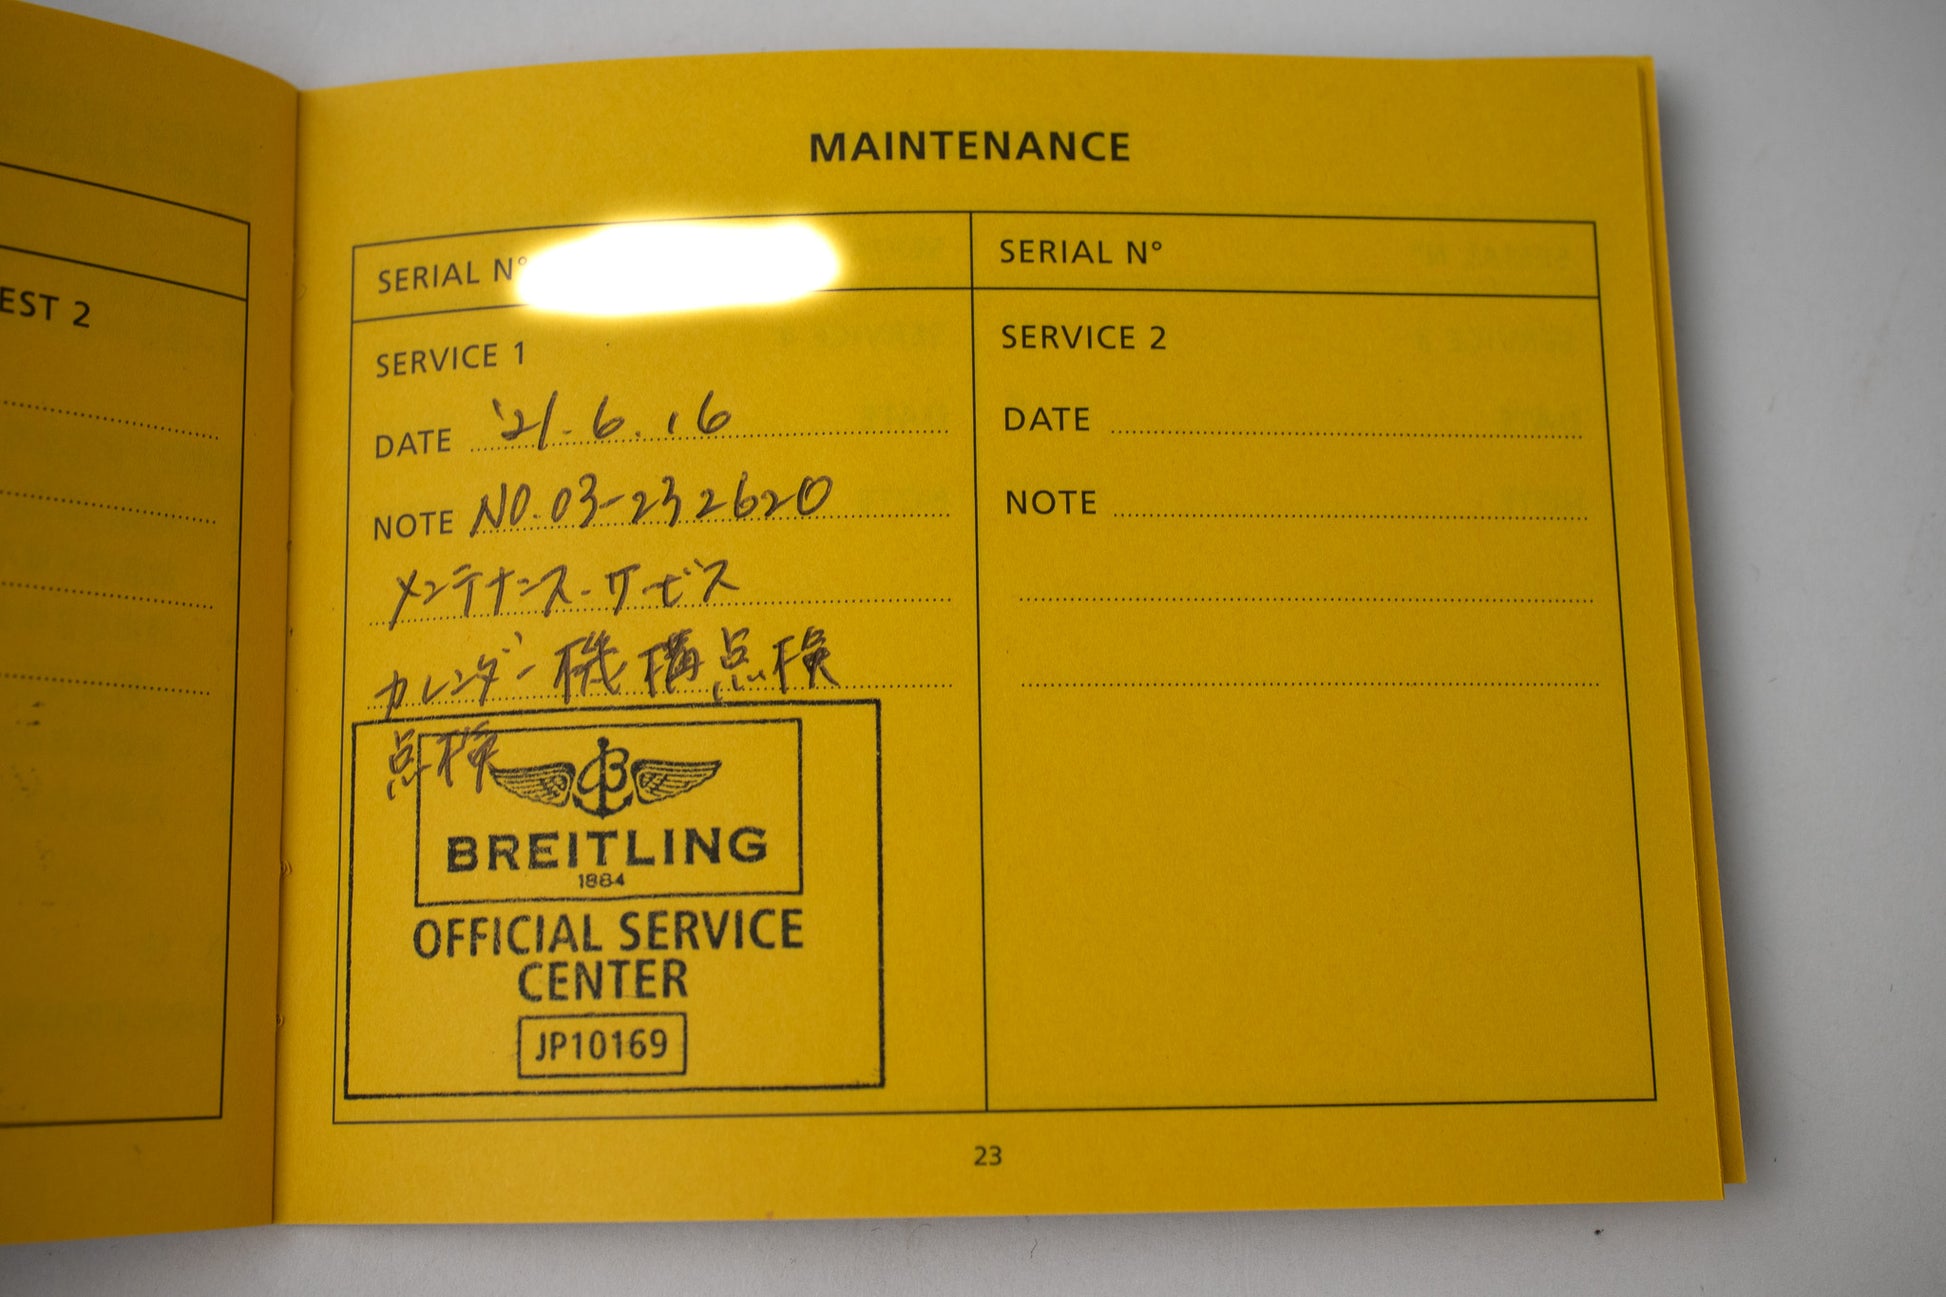 EST 2
MAINTENANCE
SERIAL N°
SERVICE 1
DATE '21.6.16
NOTE NO.03-232620
メンテナンス.サービス
カレンダー機構点検
点検
BREITLING
1884
OFFICIAL SERVICE
CENTER
JP10169
SERIAL N°
SERVICE 2
DATE
NOTE
23